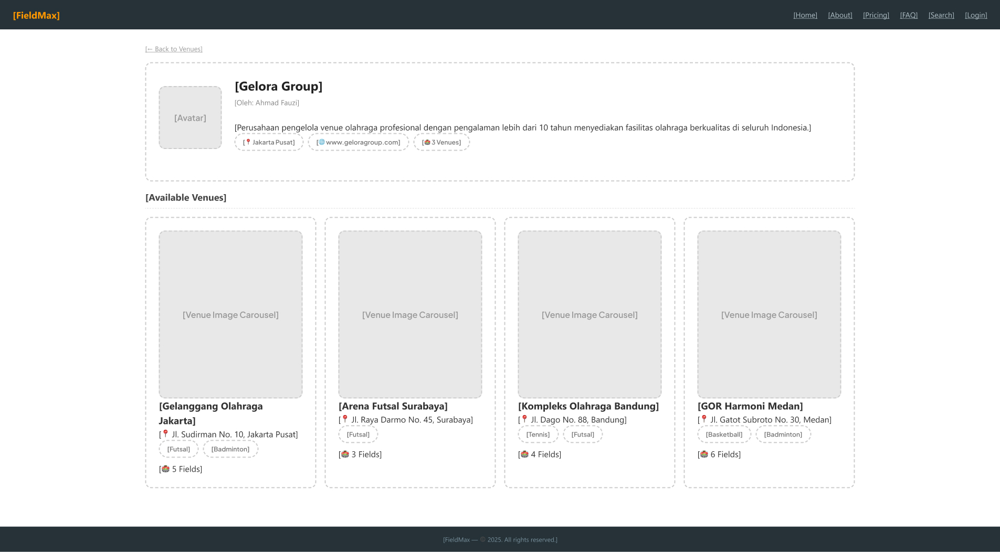 [FieldMax]
[Home] [About] [Pricing] [FAQ] [Search] [Login]
[← Back to Venues]
[Avatar]
[Gelora Group]
[Oleh: Ahmad Fauzi]
[Perusahaan pengelola venue olahraga profesional dengan pengalaman lebih dari 10 tahun menyediakan fasilitas olahraga berkualitas di seluruh Indonesia.]
[📍 Jakarta Pusat] [🌐 www.geloragroup.com] [🏟️ 3 Venues]
[Available Venues]
[Venue Image Carousel]
[Gelanggang Olahraga
Jakarta]
[📍 Jl. Sudirman No. 10, Jakarta Pusat]
[Futsal] [Badminton]
[🏟️ 5 Fields]
[Venue Image Carousel]
[Arena Futsal Surabaya]
[📍 Jl. Raya Darmo No. 45, Surabaya]
[Futsal]
[🏟️ 3 Fields]
[Venue Image Carousel]
[Kompleks Olahraga Bandung]
[📍 Jl. Dago No. 88, Bandung]
[Tennis] [Futsal]
[🏟️ 4 Fields]
[Venue Image Carousel]
[GOR Harmoni Medan]
[📍 Jl. Gatot Subroto No. 30, Medan]
[Basketball] [Badminton]
[🏟️ 6 Fields]
[FieldMax — © 2025. All rights reserved.]